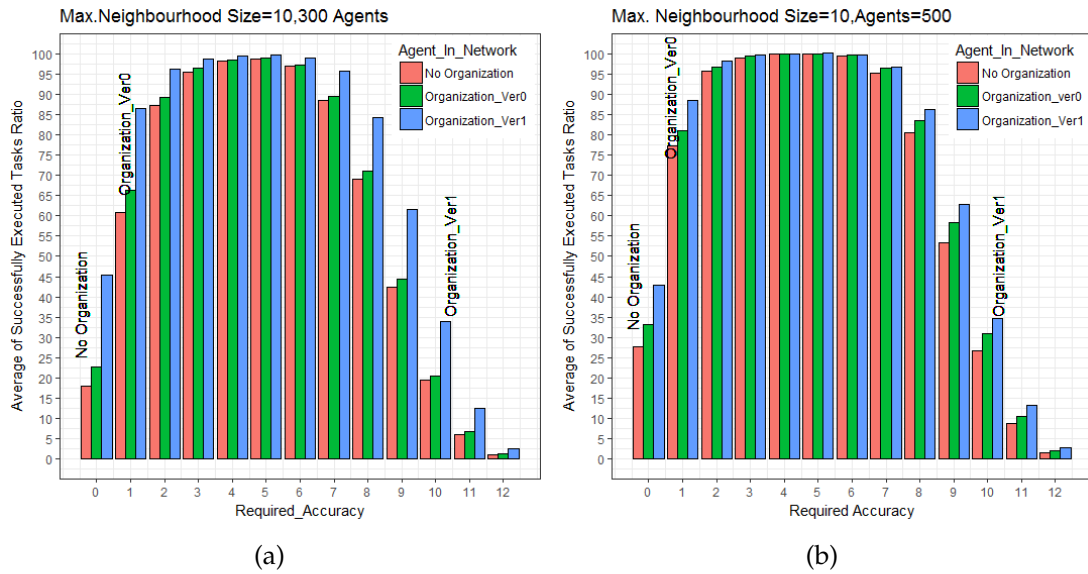 Max.Neighbourhood Size=10,300 Agents
Average of Successfully Executed Tasks Ratio
100
95
90
85
80
75
70
65
60
55
50
45
40
35
30
25
20
15
10
5
0
No Organization
Organization_Ver0
Organization_Ver1
Agent_In_Network
No Organization
Organization_Ver0
Organization_Ver1
0 1 2 3 4 5 6 7 8 9 10 11 12
Required_Accuracy
(a)
Max. Neighbourhood Size=10,Agents=500
Average of Successfully Executed Tasks Ratio
100
95
90
85
80
75
70
65
60
55
50
45
40
35
30
25
20
15
10
5
0
No Organization
Organization_Ver0
Organization_Ver1
Agent_In_Network
No Organization
Organization_ver0
Organization_Ver1
0 1 2 3 4 5 6 7 8 9 10 11 12
Required Accuracy
(b)